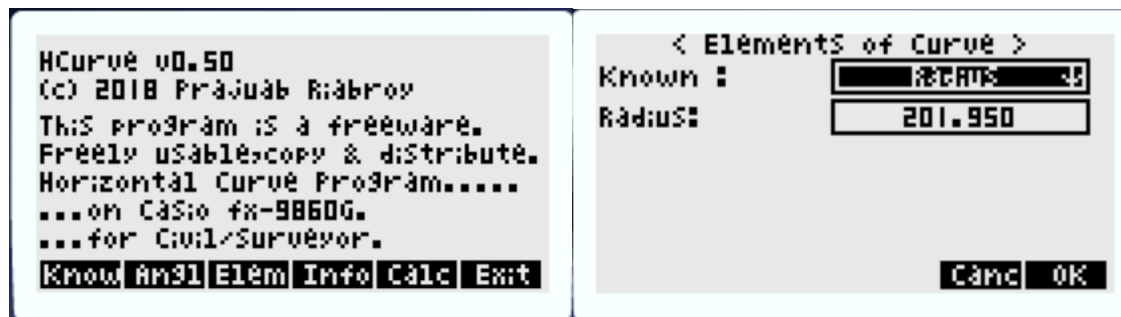 HCurve v0.50
(c) 2018 Prajuab Riabroy
This program is a freeware.
Freely usable,copy & distribute.
Horizontal Curve Program.....
...on Casio fx-9860G.
...for Civil/Surveyor.
Know Angl Elem Info Calc Exit
< Elements of Curve >
Known :
Radius: 201.950
Canc OK